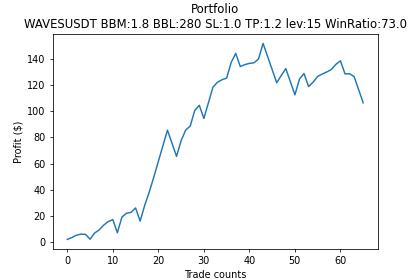 Portfolio
WAVESUSDT BBM:1.8 BBL:280 SL:1.0 TP:1.2 lev:15 WinRatio:73.0
140
120
100
80
60
40
20
0
Profit ($)
0 10 20 30 40 50 60
Trade counts